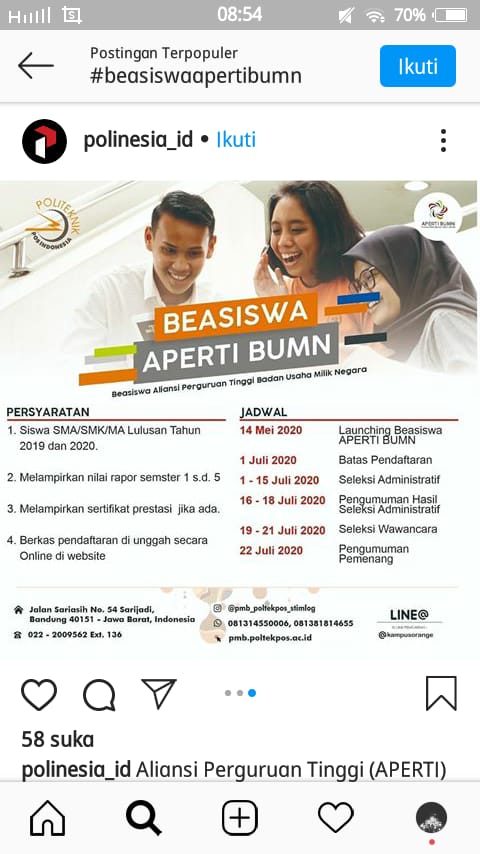 08:54
70%
Postingan Terpopuler
#beasiswaapertibumn
Ikuti
polinesia_id • Ikuti
POLITEKNIK
POS INDONESIA
APERTI BUMN
BEASISWA
APERTI BUMN
Beasiswa Aliansi Perguruan Tinggi Badan Usaha Milik Negara
PERSYARATAN
1. Siswa SMA/SMK/MA Lulusan Tahun
2019 dan 2020.
2. Melampirkan nilai rapor semster 1 s.d. 5
3. Melampirkan sertifikat prestasi jika ada.
4. Berkas pendaftaran di unggah secara
Online di website
JADWAL
14 Mei 2020 Launching Beasiswa
APERTI BUMN
1 Juli 2020 Batas Pendaftaran
1 - 15 Juli 2020 Seleksi Administratif
16 - 18 Juli 2020 Pengumuman Hasil
Seleksi Administratif
19 - 21 Juli 2020 Seleksi Wawancara
22 Juli 2020 Pengumuman
Pemenang
Jalan Sariasih No. 54 Sarijadi,
Bandung 40151 - Jawa Barat, Indonesia
022 - 2009562 Ext. 136
@pmb_poltekpos_stimlog
081314550006, 081381814655
pmb.poltekpos.ac.id
LINE@
@kampusorange
58 suka
polinesia_id Aliansi Perguruan Tinggi (APERTI)